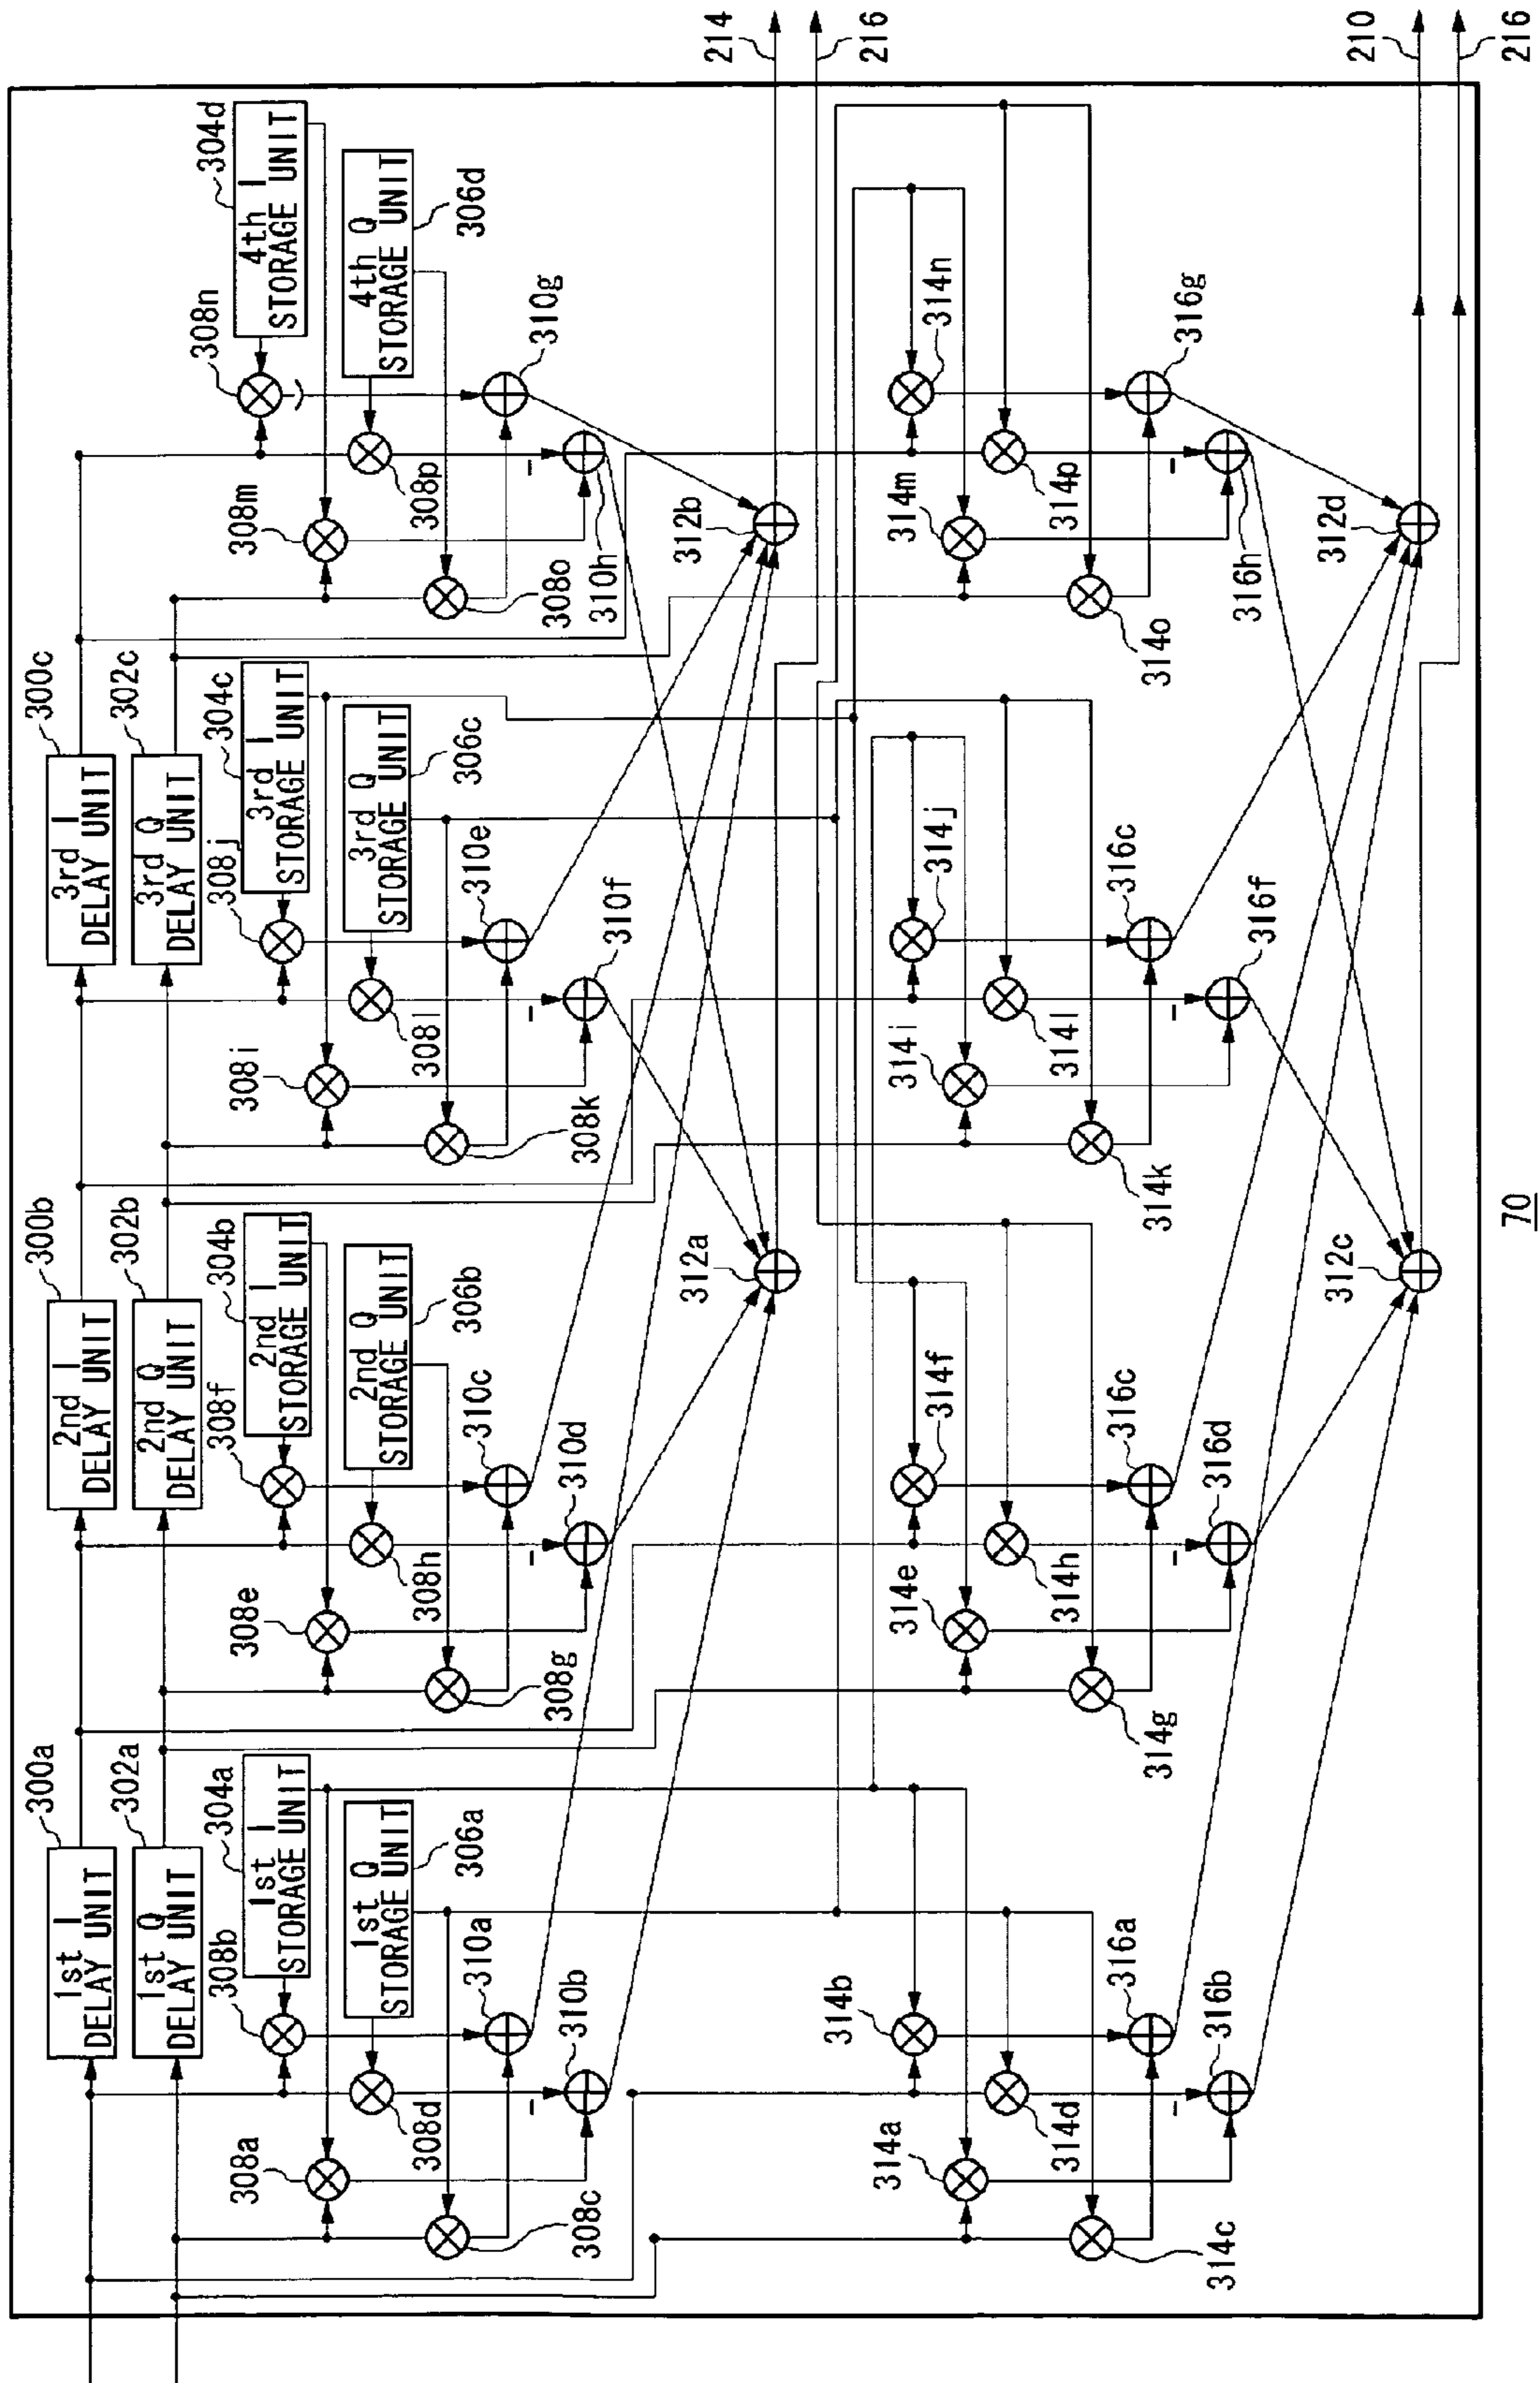 300a
1st I
DELAY UNIT
300b
2nd I
DELAY UNIT
300c
3rd I
DELAY UNIT
302a
1st Q
DELAY UNIT
302b
2nd Q
DELAY UNIT
302c
3rd Q
DELAY UNIT
308b
304a
1st I
STORAGE UNIT
308f
304b
2nd I
STORAGE UNIT
308j
304c
3rd I
STORAGE UNIT
308n
304d
4th I
STORAGE UNIT
308a
1st Q
STORAGE UNIT
306a
308e
2nd Q
STORAGE UNIT
306b
308i
3rd Q
STORAGE UNIT
306c
308m
4th Q
STORAGE UNIT
306d
308d
310a
308h
310c
308l
310e
308p
310g
308c
-
310b
308g
-
310d
308k
-
310f
308o
-
310h
312a
312b
214
216
314b
314f
314j
314n
314a
314d
314e
314h
314i
314l
314m
314p
314c
316a
314g
316c
314k
316c
314o
316g
-
316b
-
316d
-
316f
-
316h
312c
312d
210
216
70